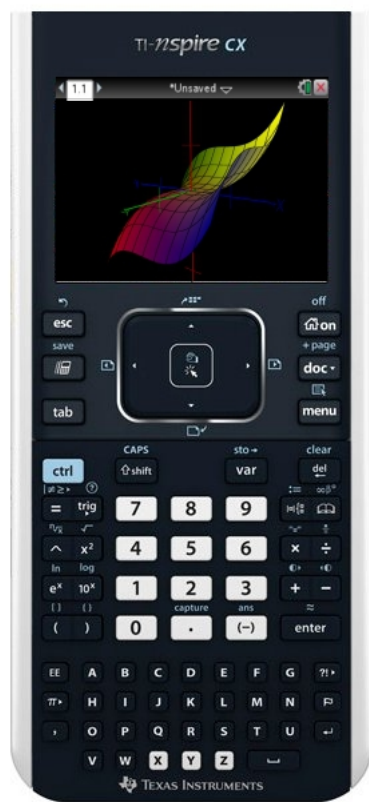 TI-nspire CX
1.1 *Unsaved
off
esc on
save +page
doc
tab menu
CAPS sto→ clear
ctrl shift var del
|≠≥▸ ? := ∞β°
= trig 7 8 9
ⁿ√x √
^ x² 4 5 6 × ÷
ln log
eˣ 10ˣ 1 2 3 + −
[ ] { } capture ans ≈
( ) 0 . (−) enter
EE A B C D E F G ?!▸
π▸ H I J K L M N
, O P Q R S T U
V W X Y Z
TEXAS INSTRUMENTS